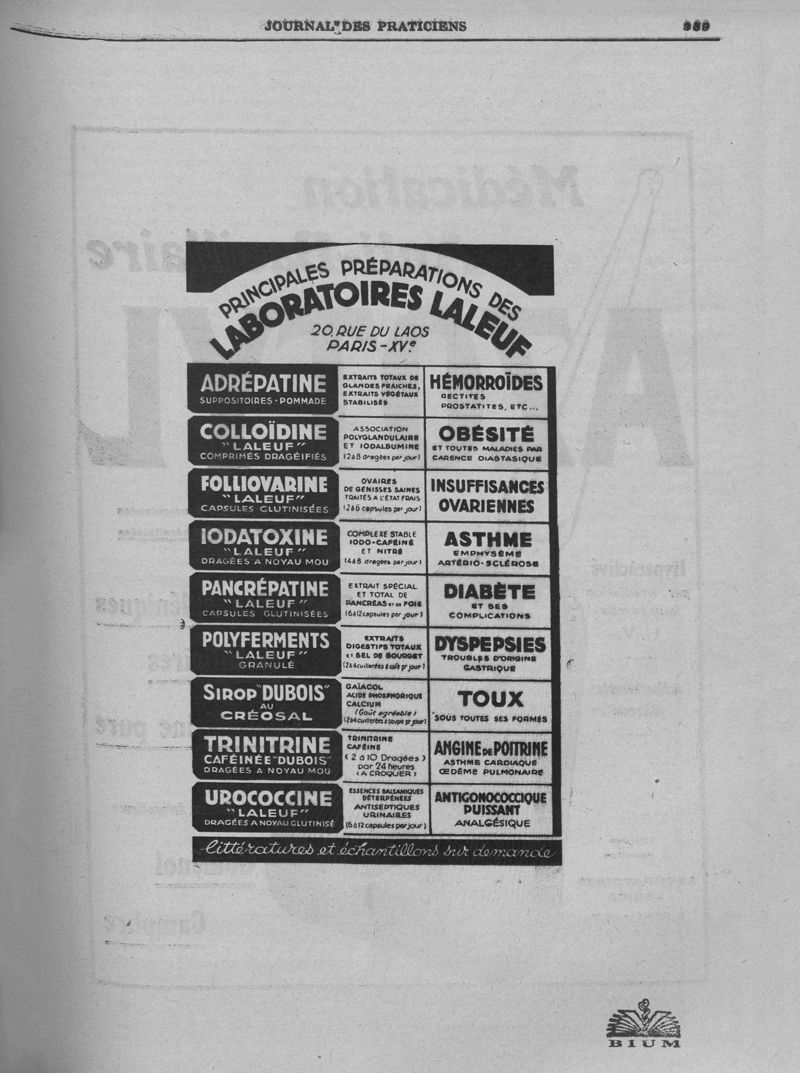 JOURNAL DES PRATICIENS
PRINCIPALES PRÉPARATIONS DES
LABORATOIRES LALEUF
20, RUE DU LAOS
PARIS-XVe
ADRÉPATINE
SUPPOSITOIRES · POMMADE
EXTRAITS TOTAUX DE
GLANDES FRAICHES,
EXTRAITS VÉGÉTAUX
STABILISÉS
HÉMORROÏDES
RECTITES
PROSTATITES, ETC...
COLLOÏDINE
"LALEUF"
COMPRIMÉS DRAGÉIFIÉS
ASSOCIATION
POLYGLANDULAIRE
ET IODALBUMINE
(2 à 8 dragées par jour)
OBÉSITÉ
ET TOUTES MALADIES PAR
CARENCE DIASTASIQUE
FOLLIOVARINE
"LALEUF"
CAPSULES GLUTINISÉES
OVAIRES
DE GÉNISSES SAINES
TRAITÉS A L'ÉTAT FRAIS
(2 à 6 capsules par jour)
INSUFFISANCES
OVARIENNES
IODATOXINE
"LALEUF"
DRAGÉES A NOYAU MOU
COMPLEXE STABLE
IODO-CAFÉINÉ
ET NITRÉ
(4 à 8 dragées par jour)
ASTHME
EMPHYSÈME
ARTÉRIO-SCLÉROSE
PANCRÉPATINE
"LALEUF"
CAPSULES GLUTINISÉES
EXTRAIT SPÉCIAL
ET TOTAL DE
PANCRÉAS ET DE FOIE
(6 à 12 capsules par jour)
DIABÈTE
ET SES
COMPLICATIONS
POLYFERMENTS
"LALEUF"
GRANULÉ
EXTRAITS
DIGESTIFS TOTAUX
ET SEL DE BOURGET
(2 à 4 cuillerées à café pr jour)
DYSPEPSIES
TROUBLES D'ORIGINE
GASTRIQUE
SIROP "DUBOIS"
AU
CRÉOSAL
GAÏACOL
ACIDE PHOSPHORIQUE
CALCIUM
(Goût agréable)
(2 à 4 cuillerées à soupe pr jour)
TOUX
SOUS TOUTES SES FORMES
TRINITRINE
CAFÉINÉE "DUBOIS"
DRAGÉES A NOYAU MOU
TRINITRINE
CAFÉINE
(2 à 10 Dragées)
par 24 heures
(A CROQUER)
ANGINE DE POITRINE
ASTHME CARDIAQUE
ŒDÈME PULMONAIRE
UROCOCCINE
"LALEUF"
DRAGÉES A NOYAU GLUTINISÉ
ESSENCES BALSAMIQUES
DÉTERPÉNÉES
ANTISEPTIQUES
URINAIRES
(6 à 12 capsules par jour)
ANTIGONOCOCCIQUE
PUISSANT
ANALGÉSIQUE
littératures et échantillons sur demande
BIUM